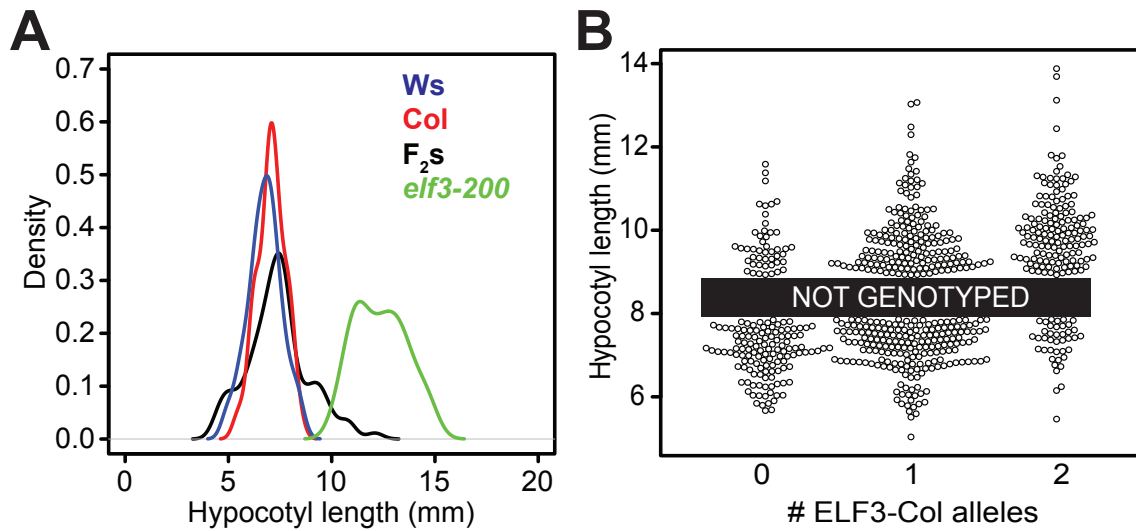 A
Density
0.7
0.6
0.5
0.4
0.3
0.2
0.1
0.0
Ws
Col
F2s
elf3-200
0 5 10 15 20
Hypocotyl length (mm)
B
Hypocotyl length (mm)
14
12
10
8
6
NOT GENOTYPED
0 1 2
# ELF3-Col alleles